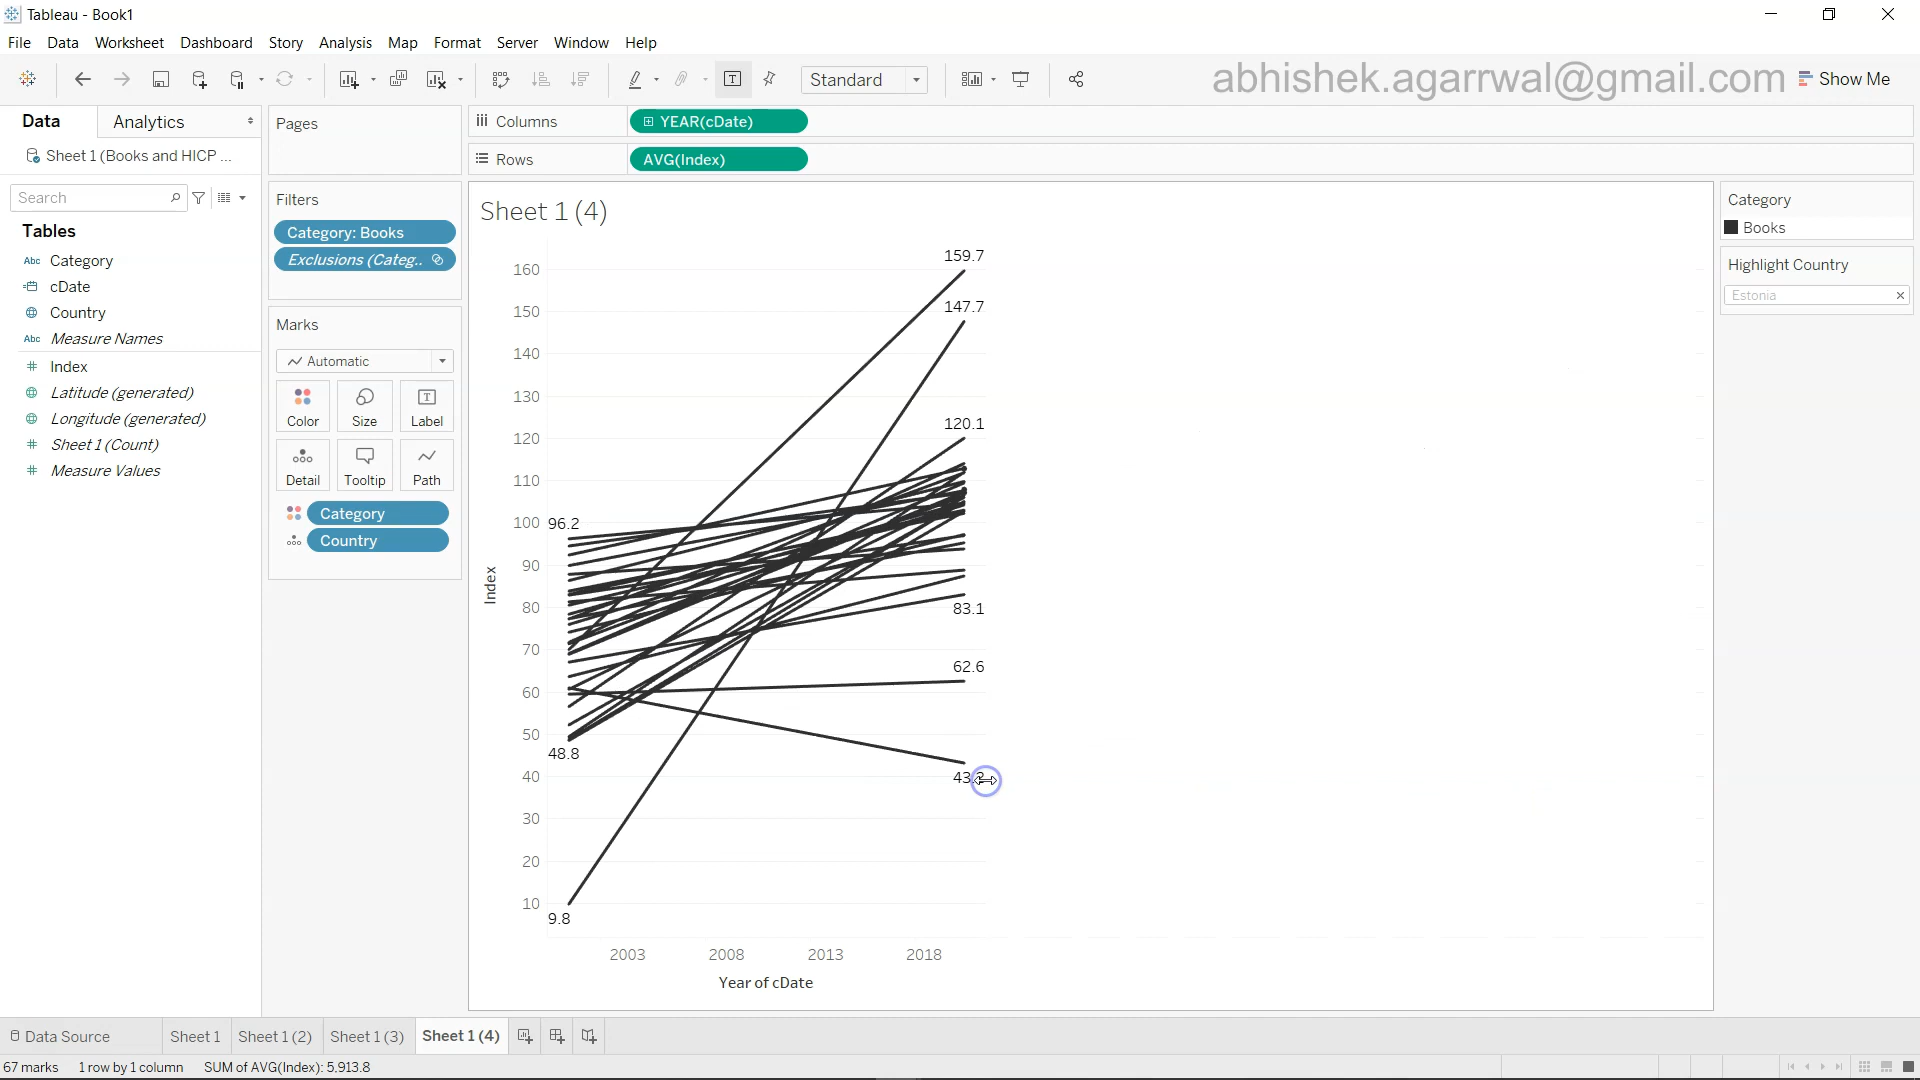 Tableau - Book1
File Data Worksheet Dashboard Story Analysis Map Format Server Window Help
Standard
abhishek.agarrwal@gmail.com
Show Me
Data Analytics
Sheet 1 (Books and HICP ...
Search
Tables
Abc Category
cDate
Country
Abc Measure Names
Index
Latitude (generated)
Longitude (generated)
Sheet 1 (Count)
Measure Values
Pages
Filters
Category: Books
Exclusions (Categ..
Marks
Automatic
Color Size Label
Detail Tooltip Path
Category
Country
Columns YEAR(cDate)
Rows AVG(Index)
Sheet 1 (4)
160
150
140
130
120
110
100
90
80
70
60
50
40
30
20
10
Index
159.7
147.7
120.1
96.2
83.1
62.6
48.8
9.8
2003 2008 2013 2018
Year of cDate
Category
Books
Highlight Country
Estonia
Data Source Sheet 1 Sheet 1 (2) Sheet 1 (3) Sheet 1 (4)
67 marks 1 row by 1 column SUM of AVG(Index): 5,913.8